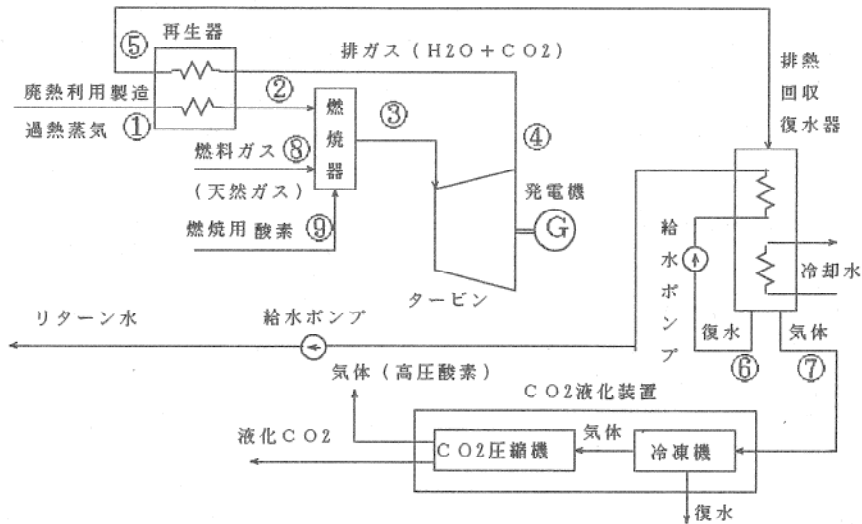 再生器
⑤
排ガス（H2O＋CO2）
排熱
回収
復水器
廃熱利用製造
過熱蒸気
①
②
燃焼器
③
④
燃料ガス⑧
（天然ガス）
燃焼用酸素⑨
発電機
G
タービン
給水ポンプ
冷却水
リターン水
給水ポンプ
復水
⑥
気体
⑦
気体（高圧酸素）
CO2液化装置
液化CO2
CO2圧縮機
気体
冷凍機
復水